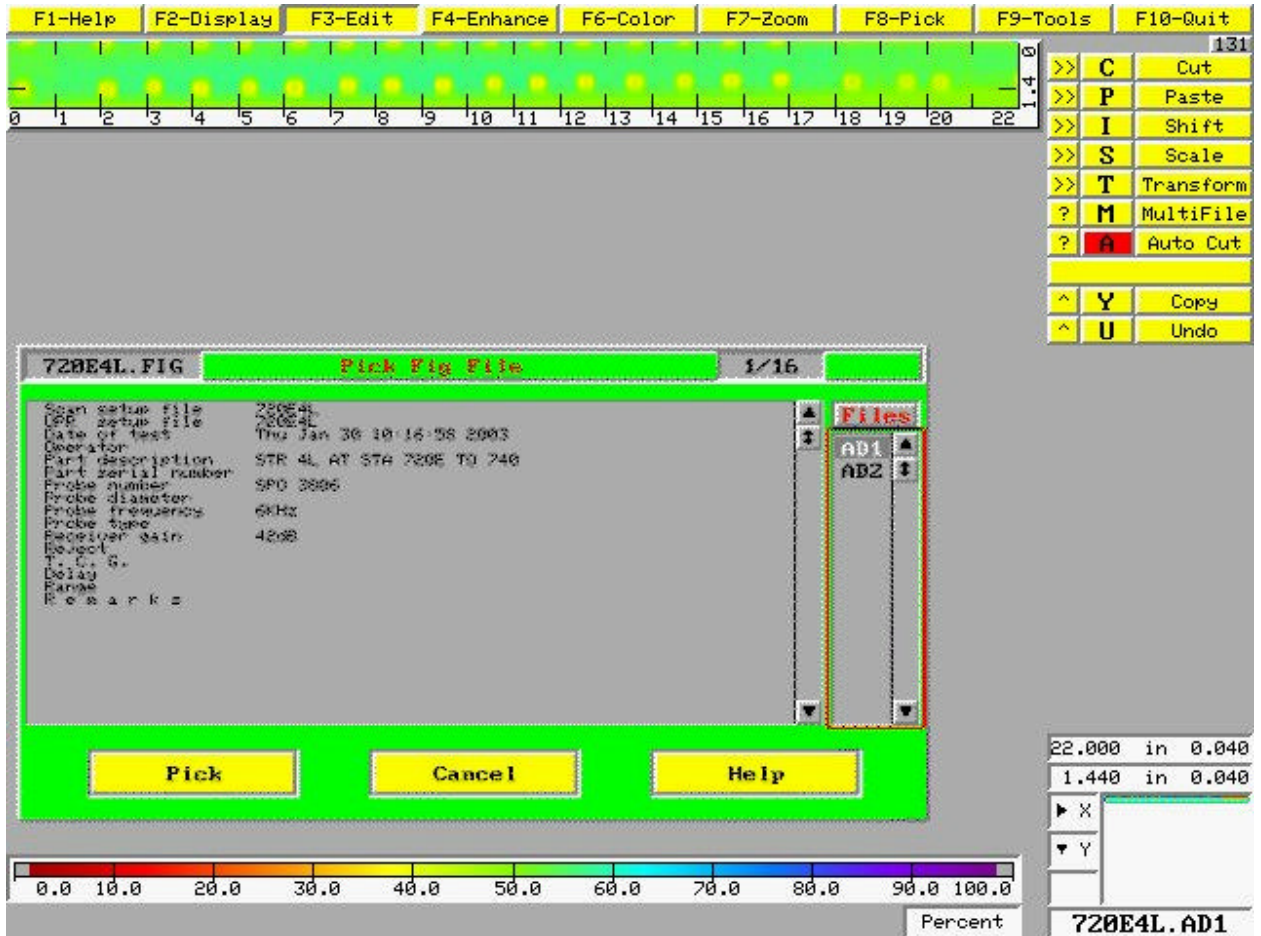 F1-Help F2-Display F3-Edit F4-Enhance F6-Color F7-Zoom F8-Pick F9-Tools F10-Quit
131
0 1 2 3 4 5 6 7 8 9 10 11 12 13 14 15 16 17 18 19 20 22
1.4 0
>> C Cut
>> P Paste
>> I Shift
>> S Scale
>> T Transform
? M MultiFile
? A Auto Cut
^ Y Copy
^ U Undo
720E4L.FIG Pick Fig File 1/16
Scan setup file 720E4L
UPR setup file 720E4L
Date of test Thu Jan 30 10:16:58 2003
Operator
Part description STR 4L AT STA 720E TO 740
Part serial number
Probe number SPO 3806
Probe diameter
Probe frequency 6KHz
Probe type
Receiver gain 42dB
Reject
T. C. G.
Delay
Range
R e m a r k s
Files
AD1
AD2
Pick Cancel Help
22.000 in 0.040
1.440 in 0.040
X
Y
0.0 10.0 20.0 30.0 40.0 50.0 60.0 70.0 80.0 90.0 100.0
Percent
720E4L.AD1